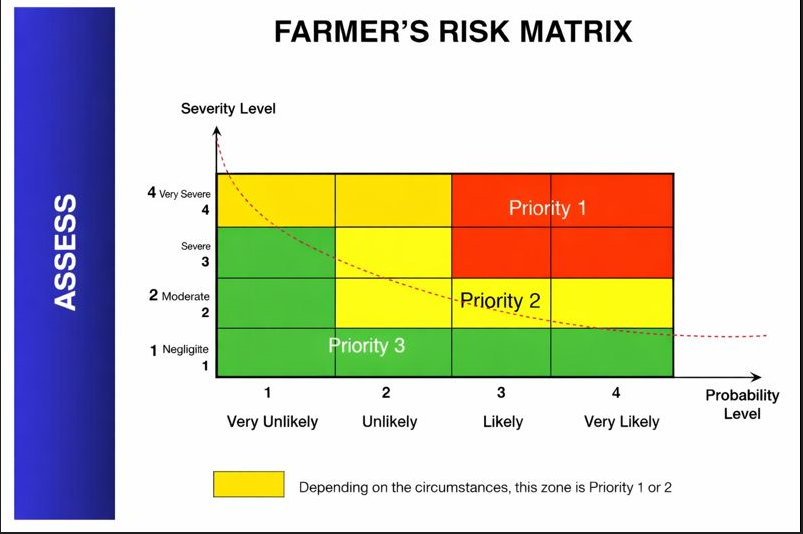 FARMER'S RISK MATRIX
ASSESS
Severity Level
4 Very Severe
4
Priority 1
Severe
3
2 Moderate
2
Priority 2
1 Negligite
1
Priority 3
1 2 3 4
Very Unlikely Unlikely Likely Very Likely
Probability
Level
Depending on the circumstances, this zone is Priority 1 or 2